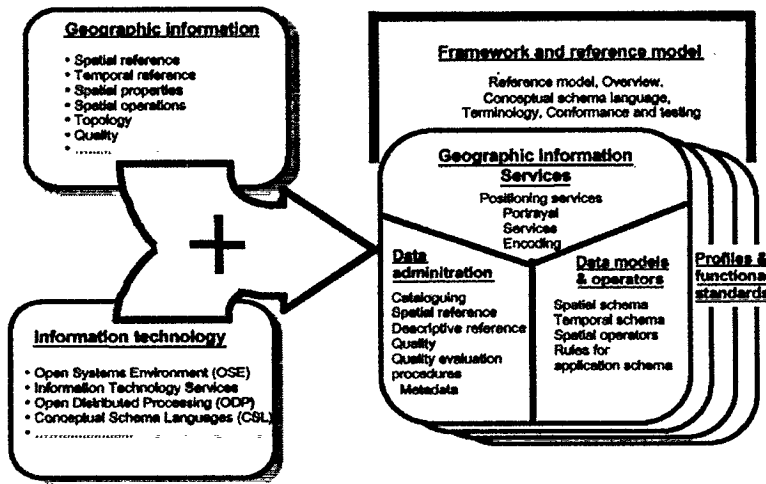 Geographic information
• Spatial reference
• Temporal reference
• Spatial properties
• Spatial operations
• Topology
• Quality
• .........
+
Information technology
• Open Systems Environment (OSE)
• Information Technology Services
• Open Distributed Processing (ODP)
• Conceptual Schema Languages (CSL)
• ........................
Framework and reference model
Reference model, Overview,
Conceptual schema language,
Terminology, Conformance and testing
Geographic information
Services
Positioning services
Portrayal
Services
Encoding
Data
adminitration
Cataloguing
Spatial reference
Descriptive reference
Quality
Quality evaluation
procedures
Metadata
Data models
& operators
Spatial schema
Temporal schema
Spatial operators
Rules for
application schema
Profiles &
functional
standards